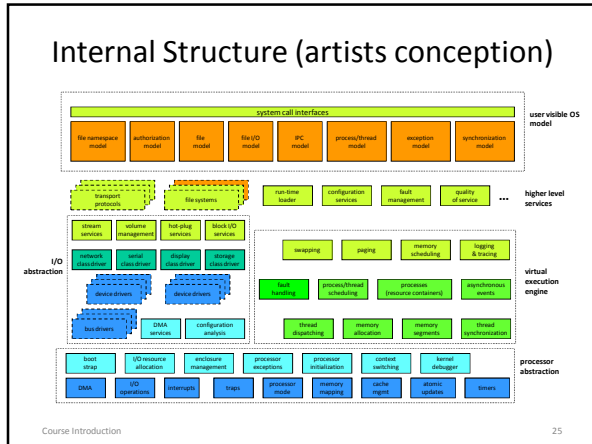 Internal Structure (artists conception)
system call interfaces
user visible OS
model
file namespace
model
authorization
model
file
model
file I/O
model
IPC
model
process/thread
model
exception
model
synchronization
model
transport
protocols
file systems
run-time
loader
configuration
services
fault
management
quality
of service
...
higher level
services
stream
services
volume
management
hot-plug
services
block I/O
services
network
class driver
serial
class driver
display
class driver
storage
class driver
I/O
abstraction
device drivers
device drivers
bus drivers
DMA
services
configuration
analysis
swapping
paging
memory
scheduling
logging
& tracing
fault
handling
process/thread
scheduling
processes
(resource containers)
asynchronous
events
virtual
execution
engine
thread
dispatching
memory
allocation
memory
segments
thread
synchronization
boot
strap
I/O resource
allocation
enclosure
management
processor
exceptions
processor
initialization
context
switching
kernel
debugger
processor
abstraction
DMA
I/O
operations
interrupts
traps
processor
mode
memory
mapping
cache
mgmt
atomic
updates
timers
Course Introduction
25